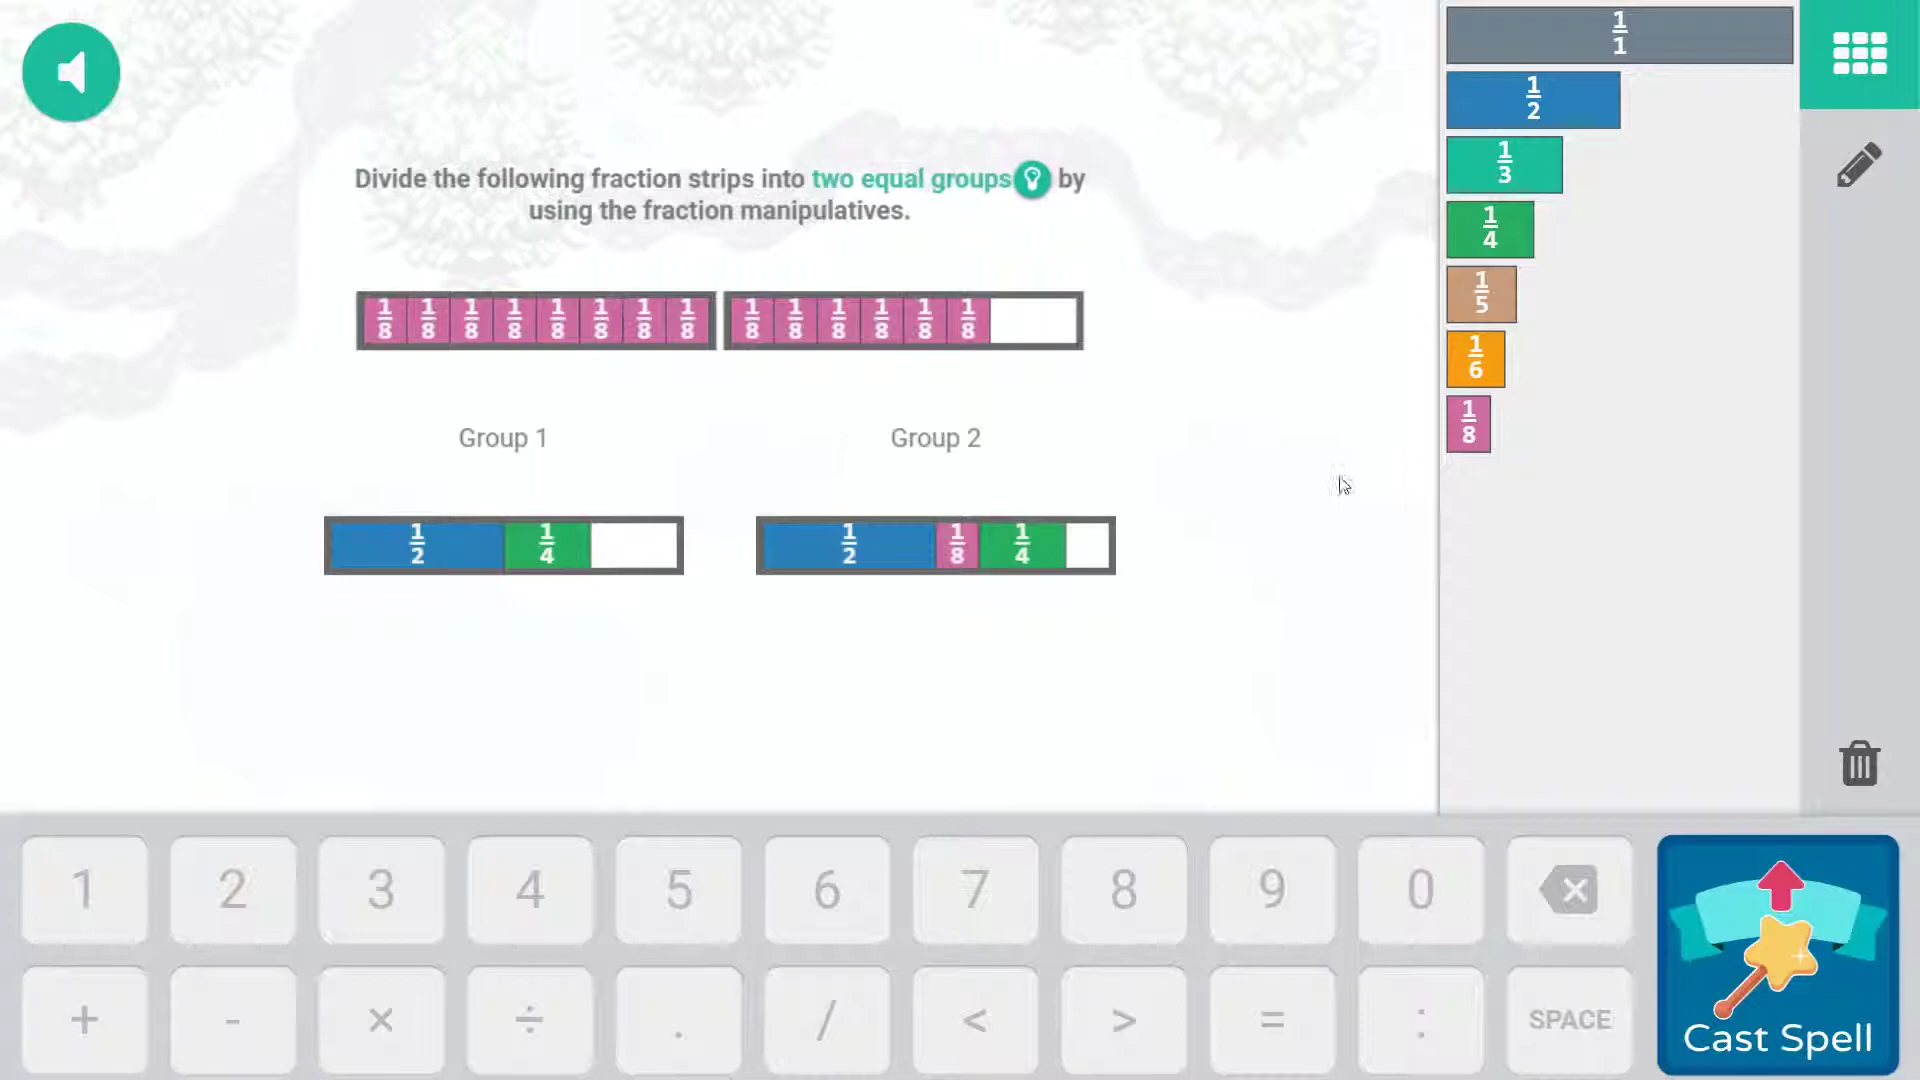 Divide the following fraction strips into two equal groups by
using the fraction manipulatives.
1/8 1/8 1/8 1/8 1/8 1/8 1/8 1/8 1/8 1/8 1/8 1/8 1/8 1/8
Group 1 Group 2
1/2 1/4 1/2 1/8 1/4
1/1
1/2
1/3
1/4
1/5
1/6
1/8
1 2 3 4 5 6 7 8 9 0
+ - × ÷ . / < > = : SPACE
Cast Spell